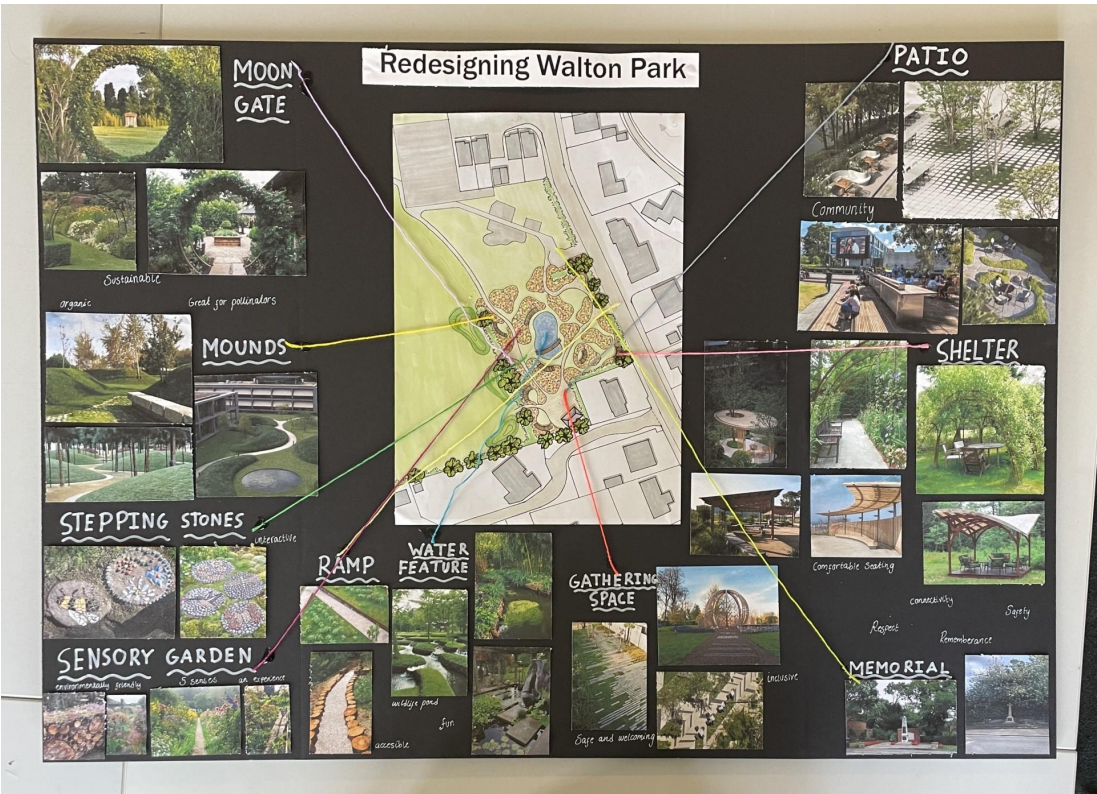 Redesigning Walton Park
MOON
GATE
Sustainable
organic
Great for pollinators
MOUNDS
STEPPING STONES
interactive
SENSORY GARDEN
environmentally friendly
5 senses
an experience
RAMP
accesible
WATER
FEATURE
wildlife pond
fun
GATHERING
SPACE
Safe and welcoming
inclusive
PATIO
Community
SHELTER
Comfortable Seating
Connectivity
Safety
Respect
Rememberance
MEMORIAL